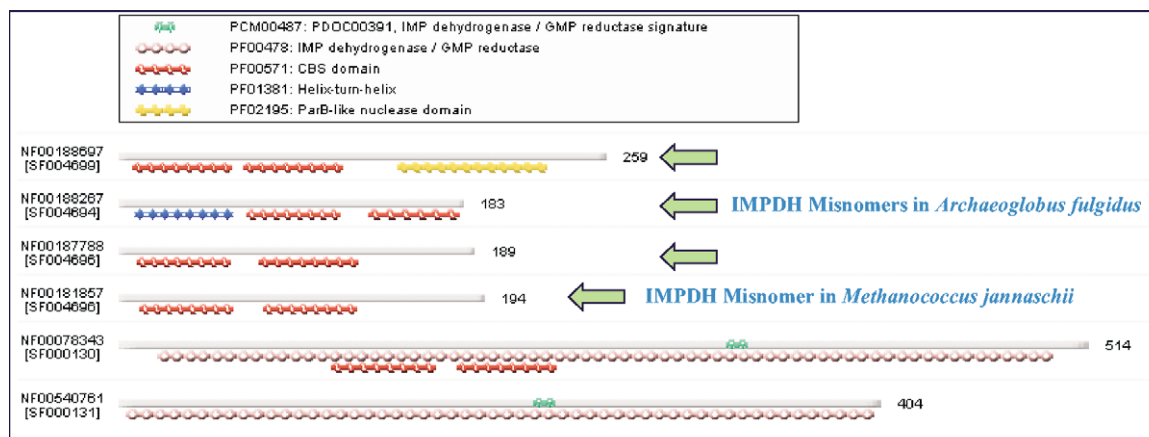 PCM00487: PDOC00391, IMP dehydrogenase / GMP reductase signature
PF00478: IMP dehydrogenase / GMP reductase
PF00571: CBS domain
PF01381: Helix-turn-helix
PF02195: ParB-like nuclease domain
NF00188697
[SF004699]
259
NF00188267
[SF004694]
183
IMPDH Misnomers in Archaeoglobus fulgidus
NF00187788
[SF004696]
189
NF00181857
[SF004696]
194
IMPDH Misnomer in Methanococcus jannaschii
NF00078343
[SF000130]
514
NF00540761
[SF000131]
404